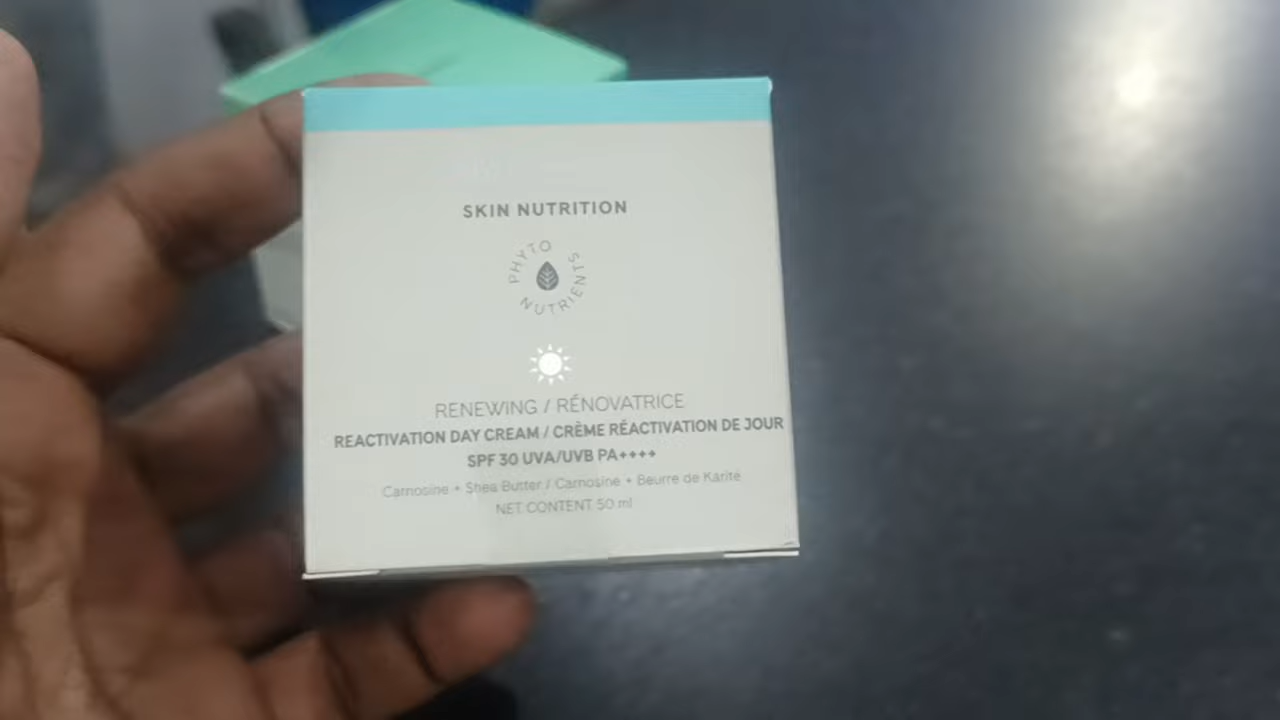 SKIN NUTRITION
PHYTO NUTRIENTS
RENEWING / RÉNOVATRICE
REACTIVATION DAY CREAM / CRÈME RÉACTIVATION DE JOUR
SPF 30 UVA/UVB PA++++
Carnosine + Shea Butter / Carnosine + Beurre de Karité
NET CONTENT 50 ml